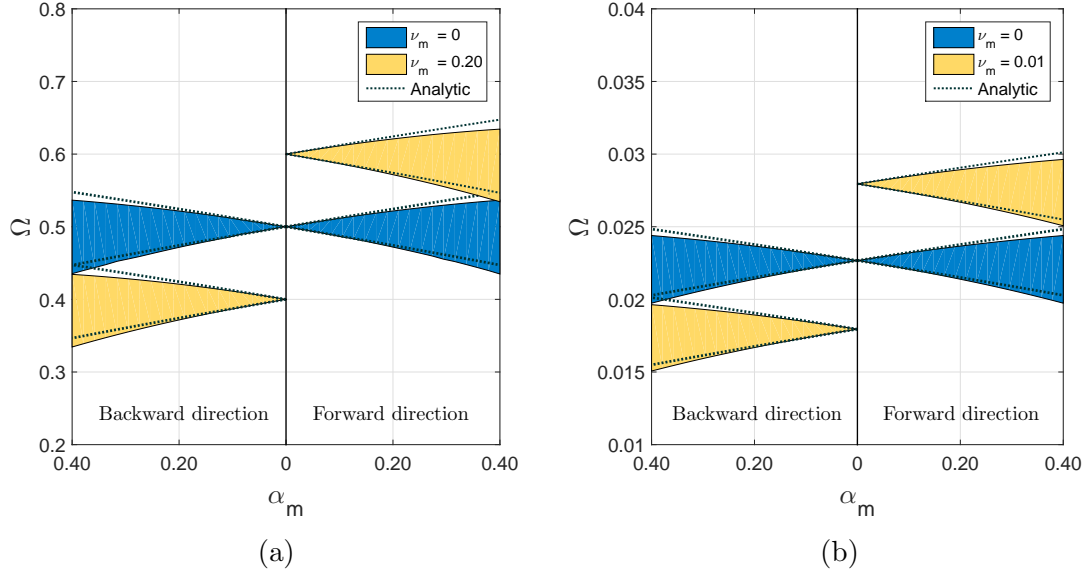 0.8
0.7
0.6
0.5
0.4
0.3
0.2
Ω
ν_m = 0
ν_m = 0.20
Analytic
Backward direction
Forward direction
0.40 0.20 0 0.20 0.40
α_m
(a)
0.04
0.035
0.03
0.025
0.02
0.015
0.01
Ω
ν_m = 0
ν_m = 0.01
Analytic
Backward direction
Forward direction
0.40 0.20 0 0.20 0.40
α_m
(b)